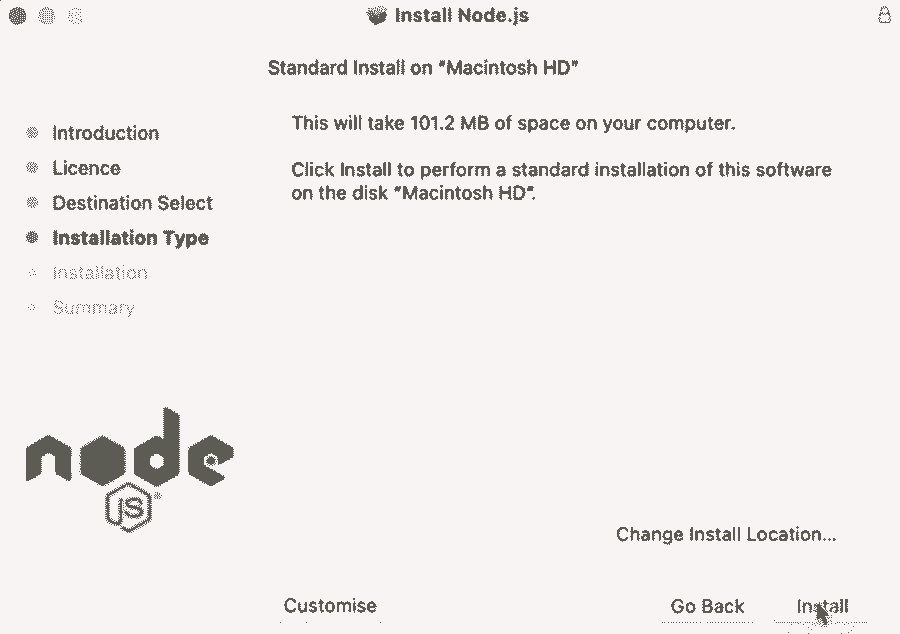 Install Node.js
Standard Install on "Macintosh HD"
Introduction
Licence
Destination Select
Installation Type
Installation
Summary
This will take 101.2 MB of space on your computer.
Click Install to perform a standard installation of this software
on the disk "Macintosh HD".
node
JS
Change Install Location...
Customise
Go Back
Install